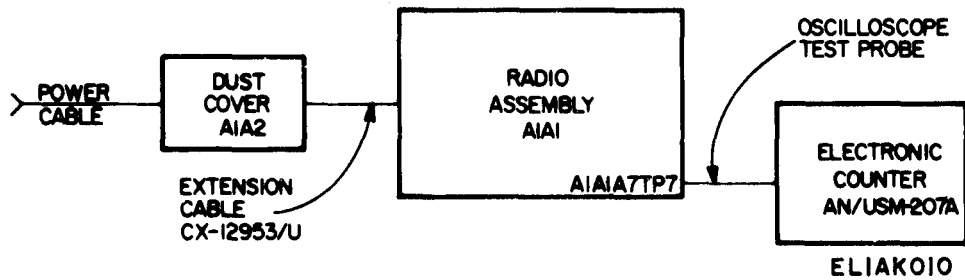 POWER
CABLE
DUST
COVER
A1A2
EXTENSION
CABLE
CX-12953/U
RADIO
ASSEMBLY
A1A1
A1A1A7TP7
OSCILLOSCOPE
TEST PROBE
ELECTRONIC
COUNTER
AN/USM-207A
EL1AK010